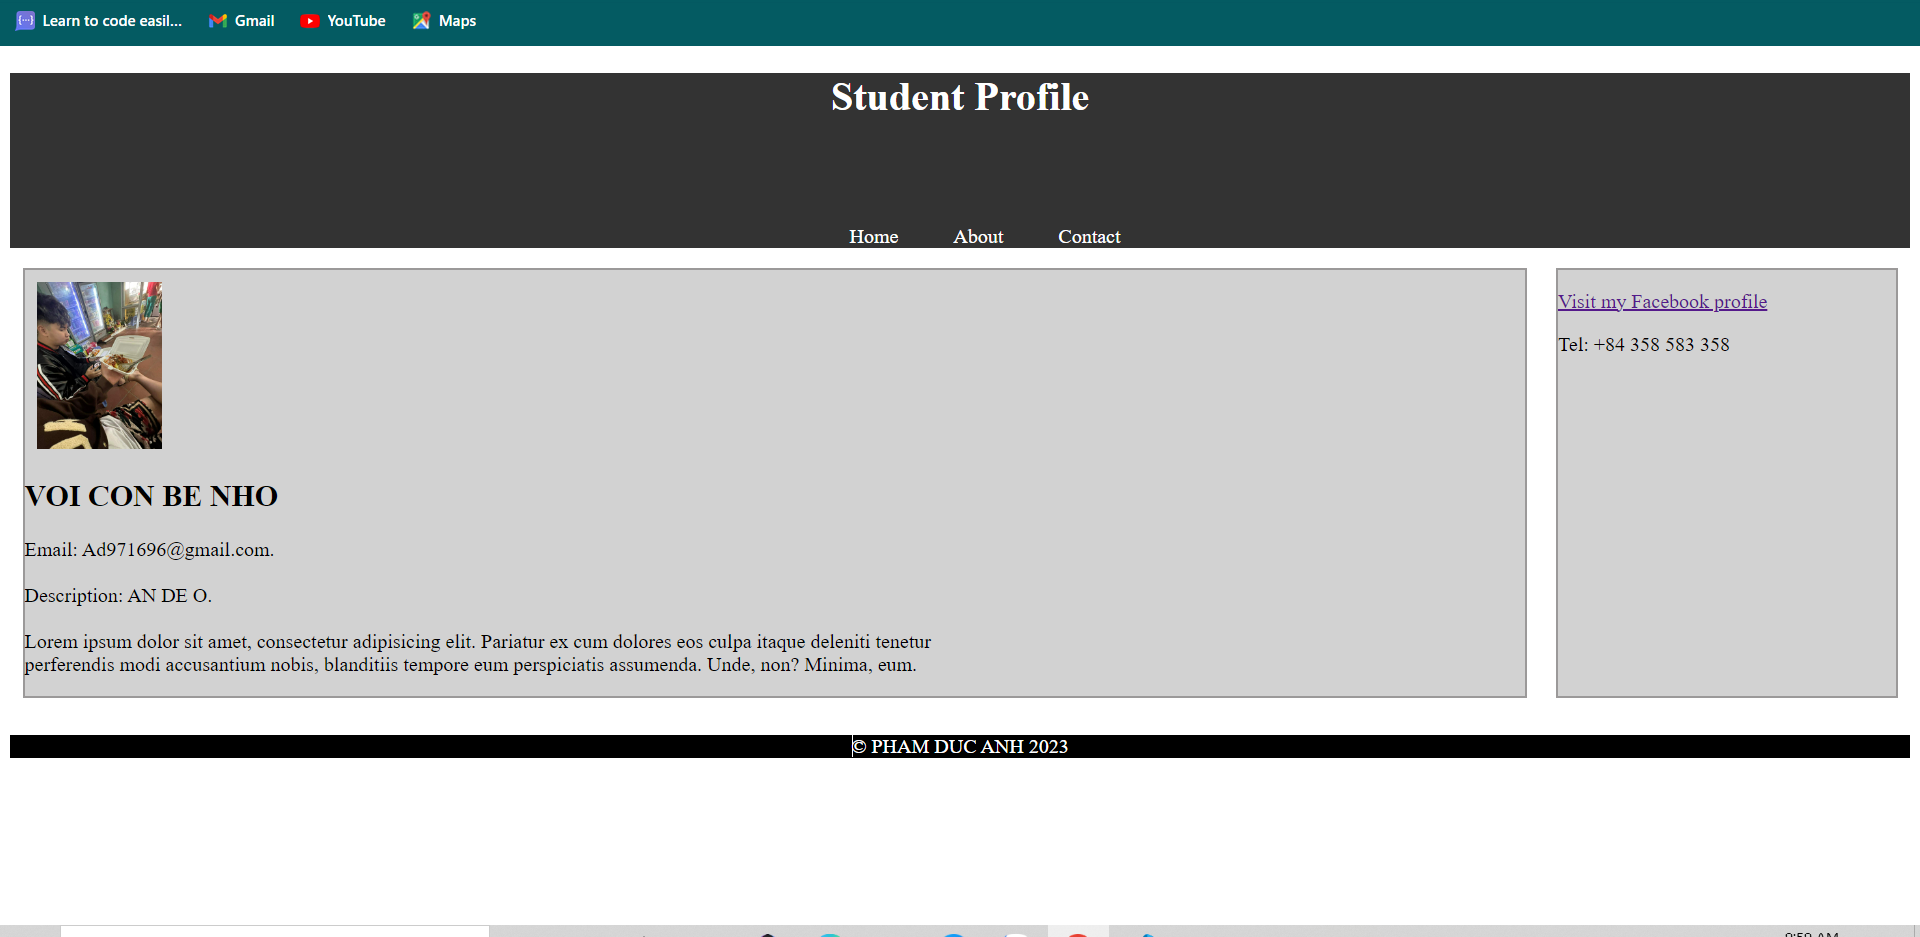 Learn to code easil... Gmail YouTube Maps
Student Profile
Home About Contact
VOI CON BE NHO
Email: Ad971696@gmail.com.
Description: AN DE O.
Lorem ipsum dolor sit amet, consectetur adipisicing elit. Pariatur ex cum dolores eos culpa itaque deleniti tenetur
perferendis modi accusantium nobis, blanditiis tempore eum perspiciatis assumenda. Unde, non? Minima, eum.
Visit my Facebook profile
Tel: +84 358 583 358
© PHAM DUC ANH 2023